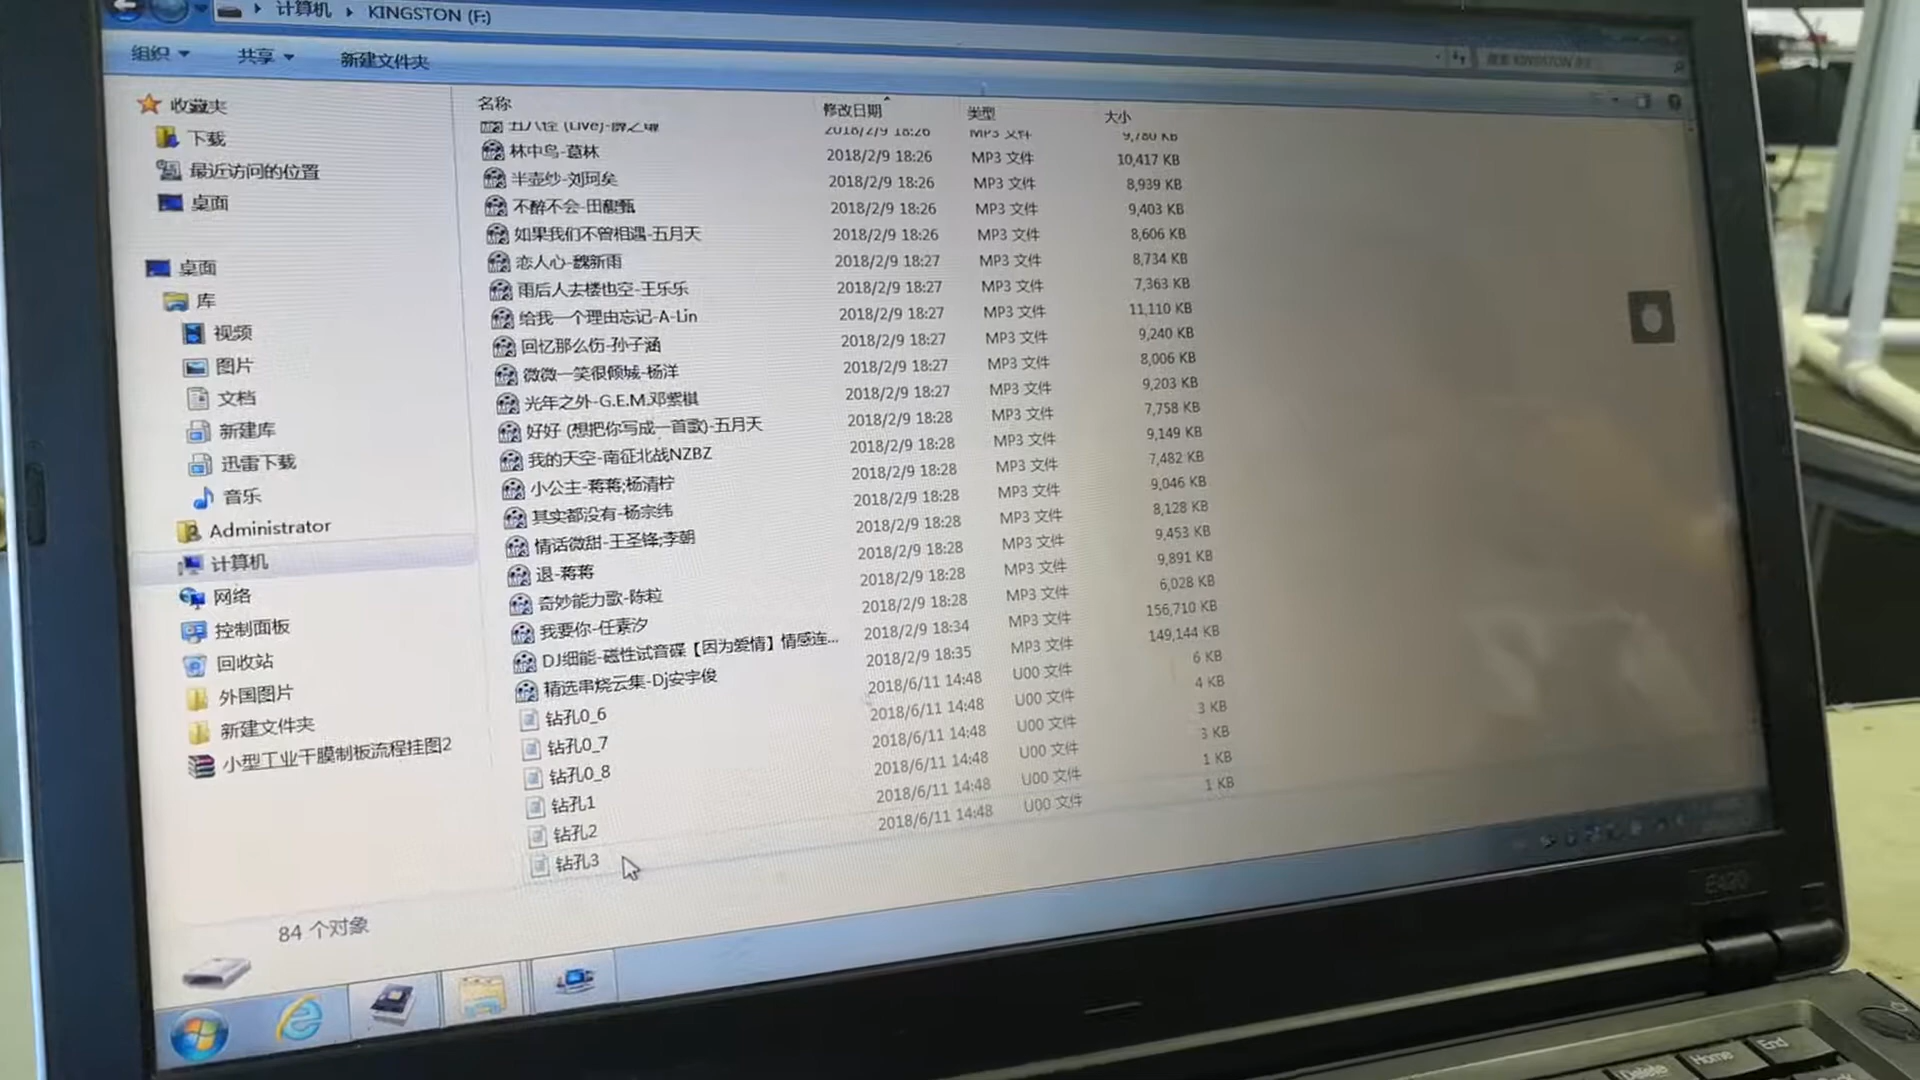 计算机 ▸ KINGSTON (F:)
组织 共享 新建文件夹
名称 修改日期 类型 大小
2018/2/9 18:26 MP3 文件 9,780 KB
林中鸟-葛林 2018/2/9 18:26 MP3 文件 10,417 KB
半壶纱-刘珂矣 2018/2/9 18:26 MP3 文件 8,939 KB
不醉不会-田馥甄 2018/2/9 18:26 MP3 文件 9,403 KB
如果我们不曾相遇-五月天 2018/2/9 18:26 MP3 文件 8,606 KB
恋人心-魏新雨 2018/2/9 18:27 MP3 文件 8,734 KB
雨后人去楼也空-王乐乐 2018/2/9 18:27 MP3 文件 7,363 KB
给我一个理由忘记-A-Lin 2018/2/9 18:27 MP3 文件 11,110 KB
回忆那么伤-孙子涵 2018/2/9 18:27 MP3 文件 9,240 KB
微微一笑很倾城-杨洋 2018/2/9 18:27 MP3 文件 8,006 KB
光年之外-G.E.M.邓紫棋 2018/2/9 18:27 MP3 文件 9,203 KB
好好 (想把你写成一首歌)-五月天 2018/2/9 18:28 MP3 文件 7,758 KB
我的天空-南征北战NZBZ 2018/2/9 18:28 MP3 文件 9,149 KB
小公主-蒋蒋;杨清柠 2018/2/9 18:28 MP3 文件 7,482 KB
其实都没有-杨宗纬 2018/2/9 18:28 MP3 文件 9,046 KB
情话微甜-王圣锋;李朝 2018/2/9 18:28 MP3 文件 8,128 KB
退-蒋蒋 2018/2/9 18:28 MP3 文件 9,453 KB
奇妙能力歌-陈粒 2018/2/9 18:28 MP3 文件 9,891 KB
我要你-任素汐 2018/2/9 18:28 MP3 文件 6,028 KB
DJ细能-磁性试音碟【因为爱情】情感连... 2018/2/9 18:34 MP3 文件 156,710 KB
精选串烧云集-Dj安宇俊 2018/2/9 18:35 MP3 文件 149,144 KB
钻孔0_6 2018/6/11 14:48 U00 文件 6 KB
钻孔0_7 2018/6/11 14:48 U00 文件 4 KB
钻孔0_8 2018/6/11 14:48 U00 文件 3 KB
钻孔1 2018/6/11 14:48 U00 文件 3 KB
钻孔2 2018/6/11 14:48 U00 文件 1 KB
钻孔3 2018/6/11 14:48 U00 文件 1 KB
收藏夹
下载
最近访问的位置
桌面
桌面
库
视频
图片
文档
新建库
迅雷下载
音乐
Administrator
计算机
网络
控制面板
回收站
外国图片
新建文件夹
小型工业干膜制板流程挂图2
84 个对象
E430
Delete Home End